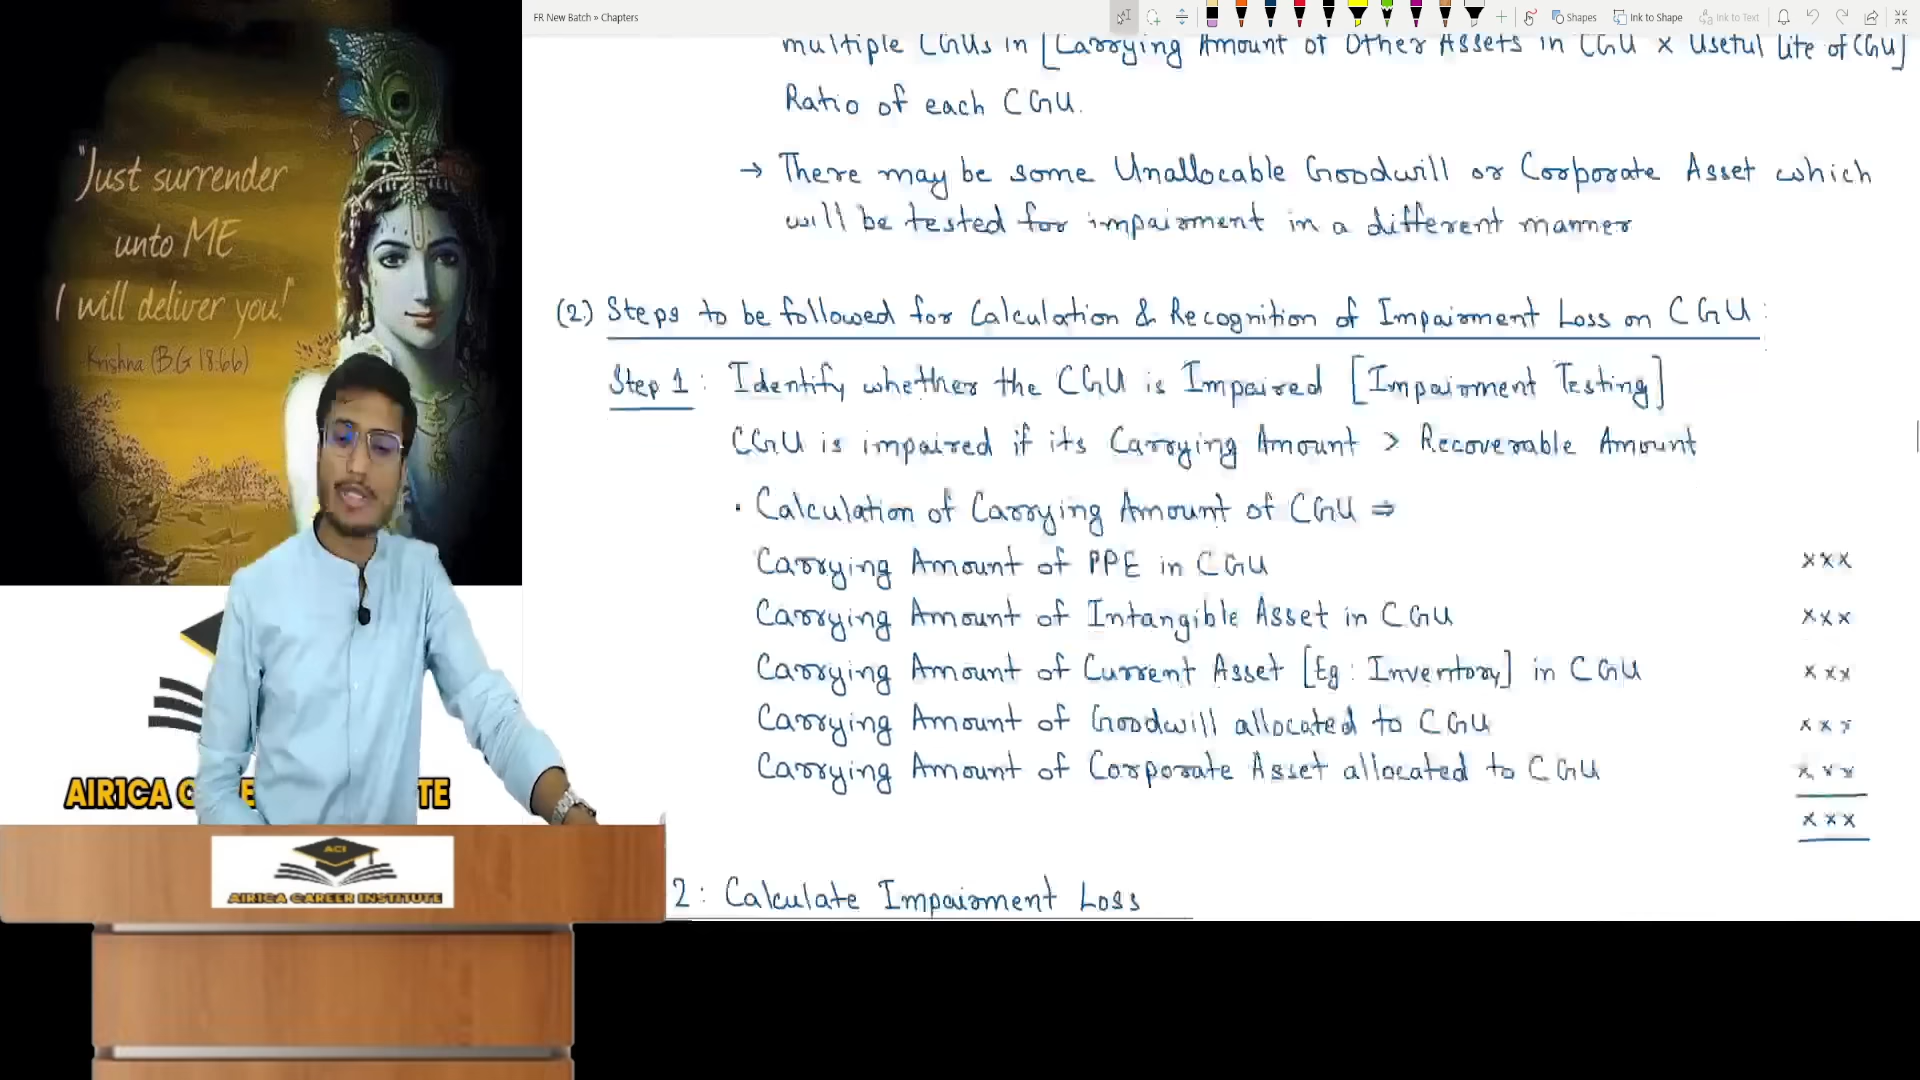 FR New Batch » Chapters
Shapes
Ink to Shape
Ink to Text
"Just surrender
unto ME
I will deliver you!"
- Krishna (B.G 18.66)
multiple CGUs in [Carrying Amount of Other Assets in CGU x Useful Life of CGU]
Ratio of each CGU.
→ There may be some Unallocable Goodwill or Corporate Asset which
will be tested for impairment in a different manner
(2.) Steps to be followed for Calculation & Recognition of Impairment Loss on CGU :
Step 1 : Identify whether the CGU is Impaired [Impairment Testing]
CGU is impaired if its Carrying Amount > Recoverable Amount
· Calculation of Carrying Amount of CGU ⇒
Carrying Amount of PPE in CGU xxx
Carrying Amount of Intangible Asset in CGU xxx
Carrying Amount of Current Asset [Eg : Inventory] in CGU xxx
Carrying Amount of Goodwill allocated to CGU xxx
Carrying Amount of Corporate Asset allocated to CGU xxx
xxx
2 : Calculate Impairment Loss
AIR1CA
TE
ACI
AIR1CA CAREER INSTITUTE